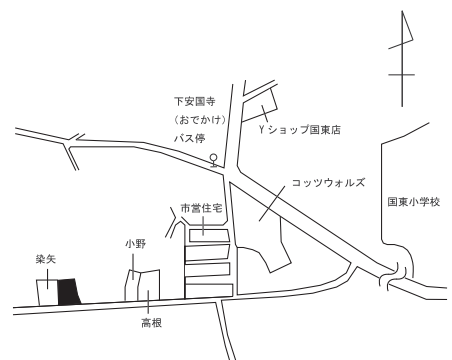 下安国寺
（おでかけ）
バス停
Yショップ国東店
コッツウォルズ
国東小学校
市営住宅
小野
染矢
高根